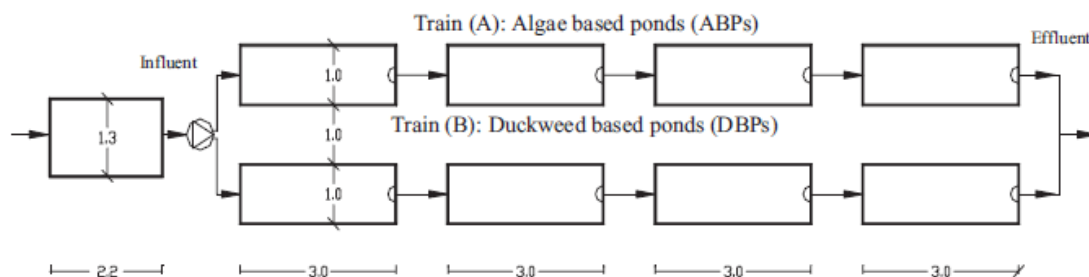 Train (A): Algae based ponds (ABPs)
Influent
Effluent
1.0
1.3
1.0
Train (B): Duckweed based ponds (DBPs)
1.0
2.2
3.0
3.0
3.0
3.0